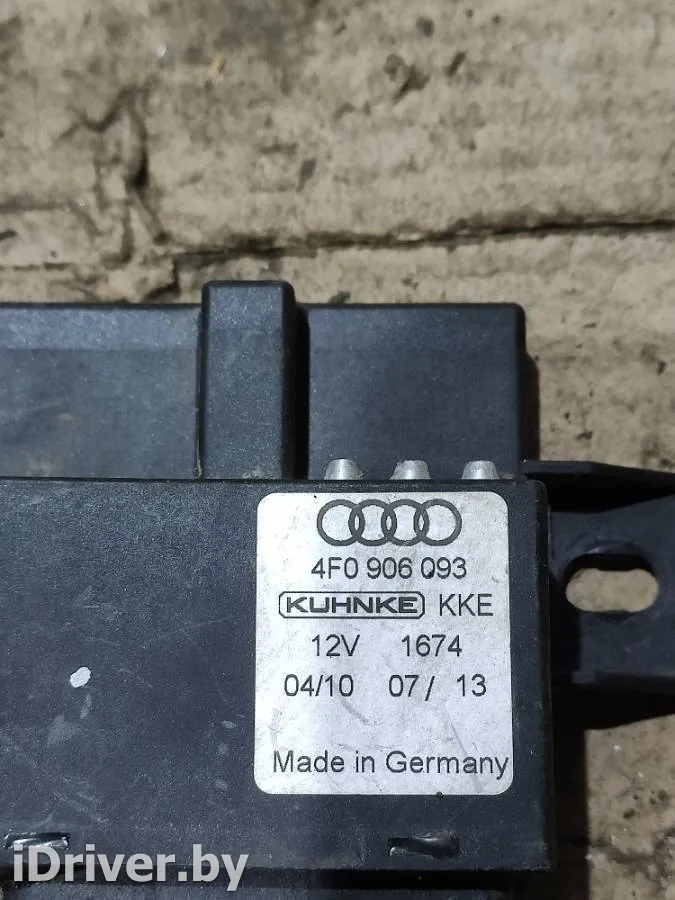 4F0 906 093
KUHNKE KKE
12V 1674
04/10 07/ 13
Made in Germany
iDriver.by